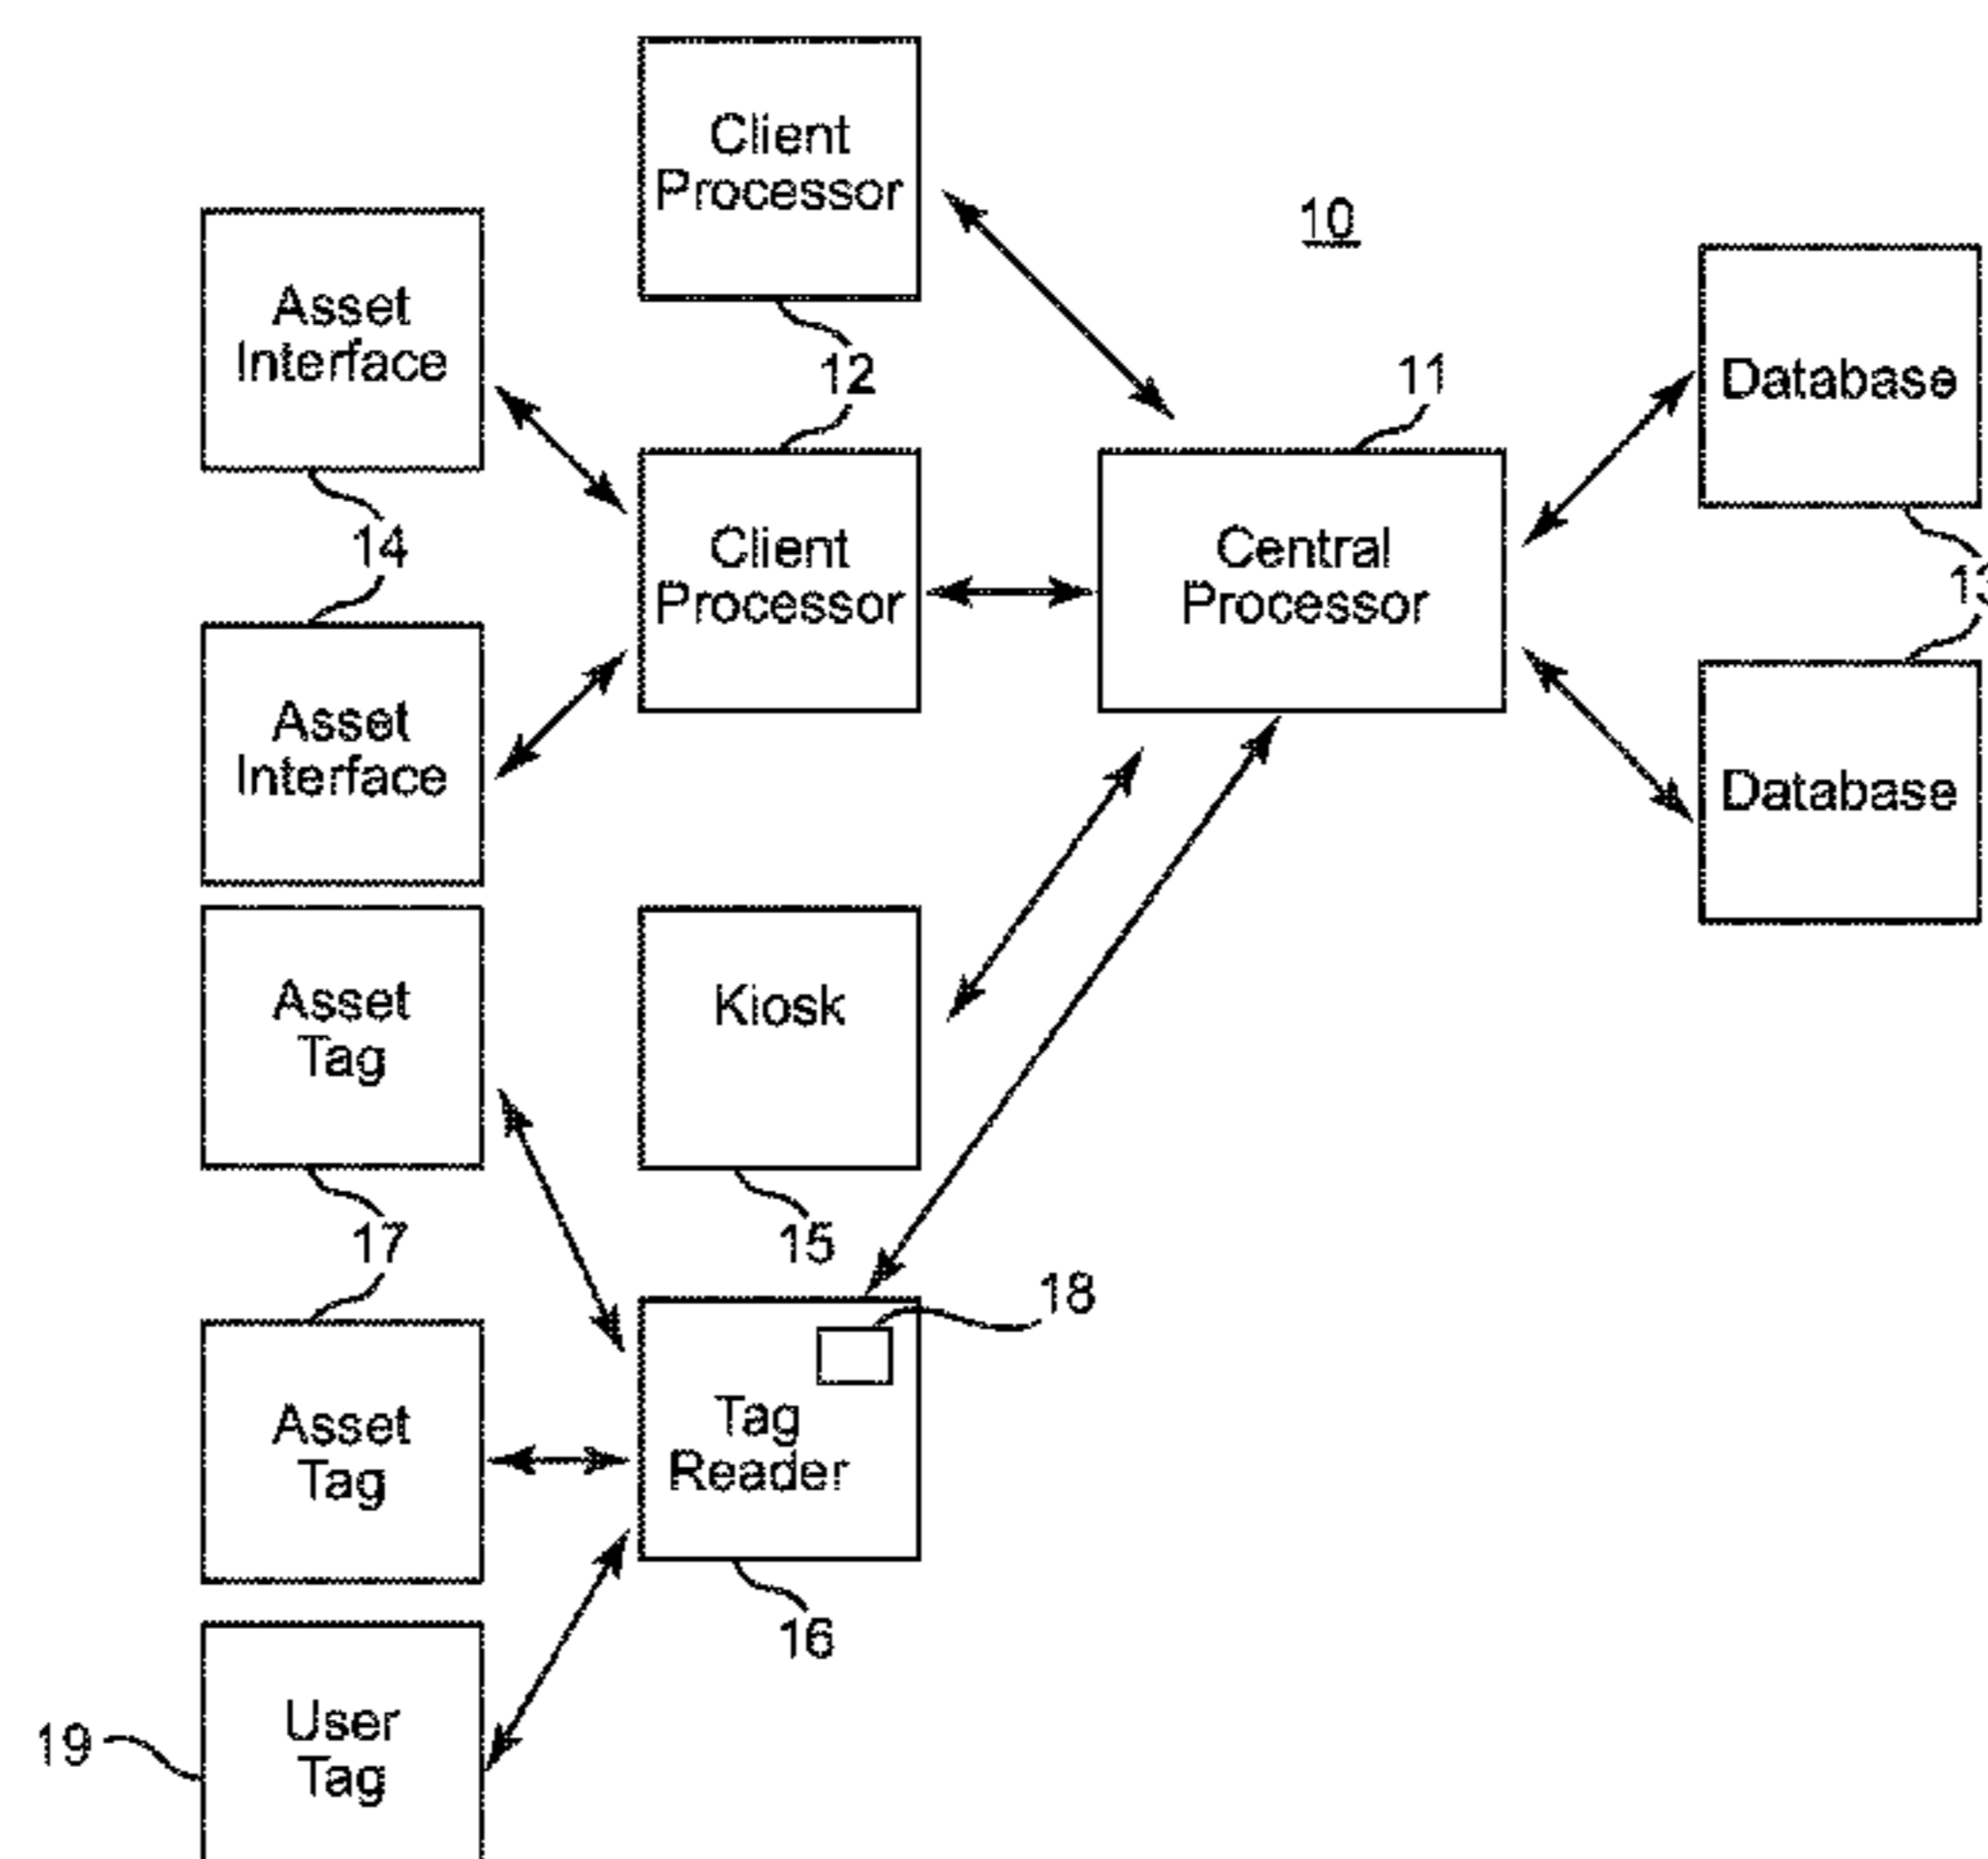 Client
Processor
10
Asset
Interface
Database
12
11
14
Client
Processor
Central
Processor
13
Asset
Interface
Database
Asset
Tag
Kiosk
17
15
18
Asset
Tag
Tag
Reader
16
19
User
Tag